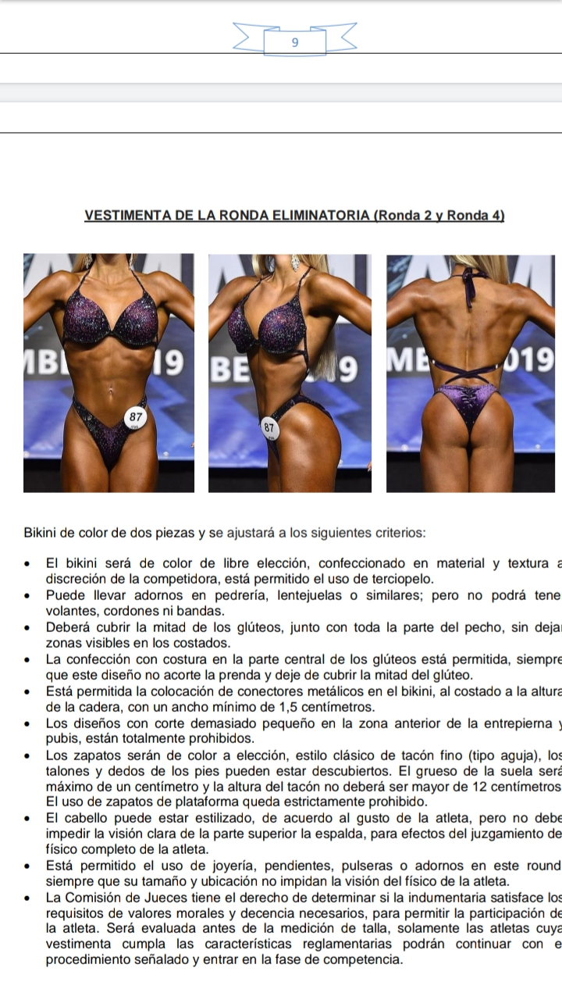 9
VESTIMENTA DE LA RONDA ELIMINATORIA (Ronda 2 y Ronda 4)
MBE 19
87
BE 9
87
ME 019
Bikini de color de dos piezas y se ajustará a los siguientes criterios:
• El bikini será de color de libre elección, confeccionado en material y textura a
discreción de la competidora, está permitido el uso de terciopelo.
• Puede llevar adornos en pedrería, lentejuelas o similares; pero no podrá tene
volantes, cordones ni bandas.
• Deberá cubrir la mitad de los glúteos, junto con toda la parte del pecho, sin deja
zonas visibles en los costados.
• La confección con costura en la parte central de los glúteos está permitida, siempre
que este diseño no acorte la prenda y deje de cubrir la mitad del glúteo.
• Está permitida la colocación de conectores metálicos en el bikini, al costado a la altura
de la cadera, con un ancho mínimo de 1,5 centímetros.
• Los diseños con corte demasiado pequeño en la zona anterior de la entrepierna y
pubis, están totalmente prohibidos.
• Los zapatos serán de color a elección, estilo clásico de tacón fino (tipo aguja), los
talones y dedos de los pies pueden estar descubiertos. El grueso de la suela será
máximo de un centímetro y la altura del tacón no deberá ser mayor de 12 centímetros
El uso de zapatos de plataforma queda estrictamente prohibido.
• El cabello puede estar estilizado, de acuerdo al gusto de la atleta, pero no debe
impedir la visión clara de la parte superior la espalda, para efectos del juzgamiento de
físico completo de la atleta.
• Está permitido el uso de joyería, pendientes, pulseras o adornos en este round
siempre que su tamaño y ubicación no impidan la visión del físico de la atleta.
• La Comisión de Jueces tiene el derecho de determinar si la indumentaria satisface los
requisitos de valores morales y decencia necesarios, para permitir la participación de
la atleta. Será evaluada antes de la medición de talla, solamente las atletas cuya
vestimenta cumpla las características reglamentarias podrán continuar con e
procedimiento señalado y entrar en la fase de competencia.